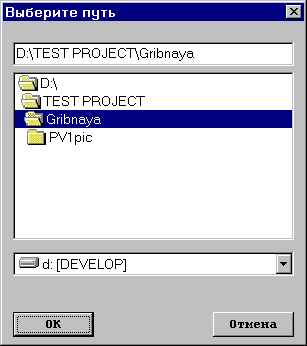 Выберите путь
D:\TEST PROJECT\Gribnaya
D:\
TEST PROJECT
Gribnaya
PV1pic
d: [DEVELOP]
OK
Отмена